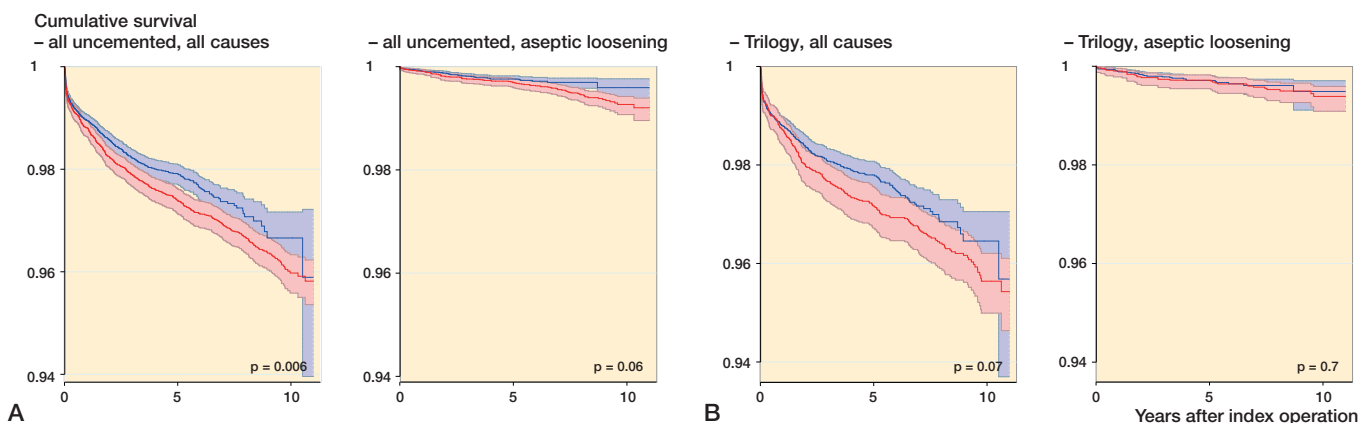 Cumulative survival
– all uncemented, all causes
– all uncemented, aseptic loosening
– Trilogy, all causes
– Trilogy, aseptic loosening
1
0.98
0.96
0.94
0
5
10
p = 0.006
1
0.98
0.96
0.94
0
5
10
p = 0.06
1
0.98
0.96
0.94
0
5
10
p = 0.07
1
0.98
0.96
0.94
0
5
10
p = 0.7
A
B
Years after index operation